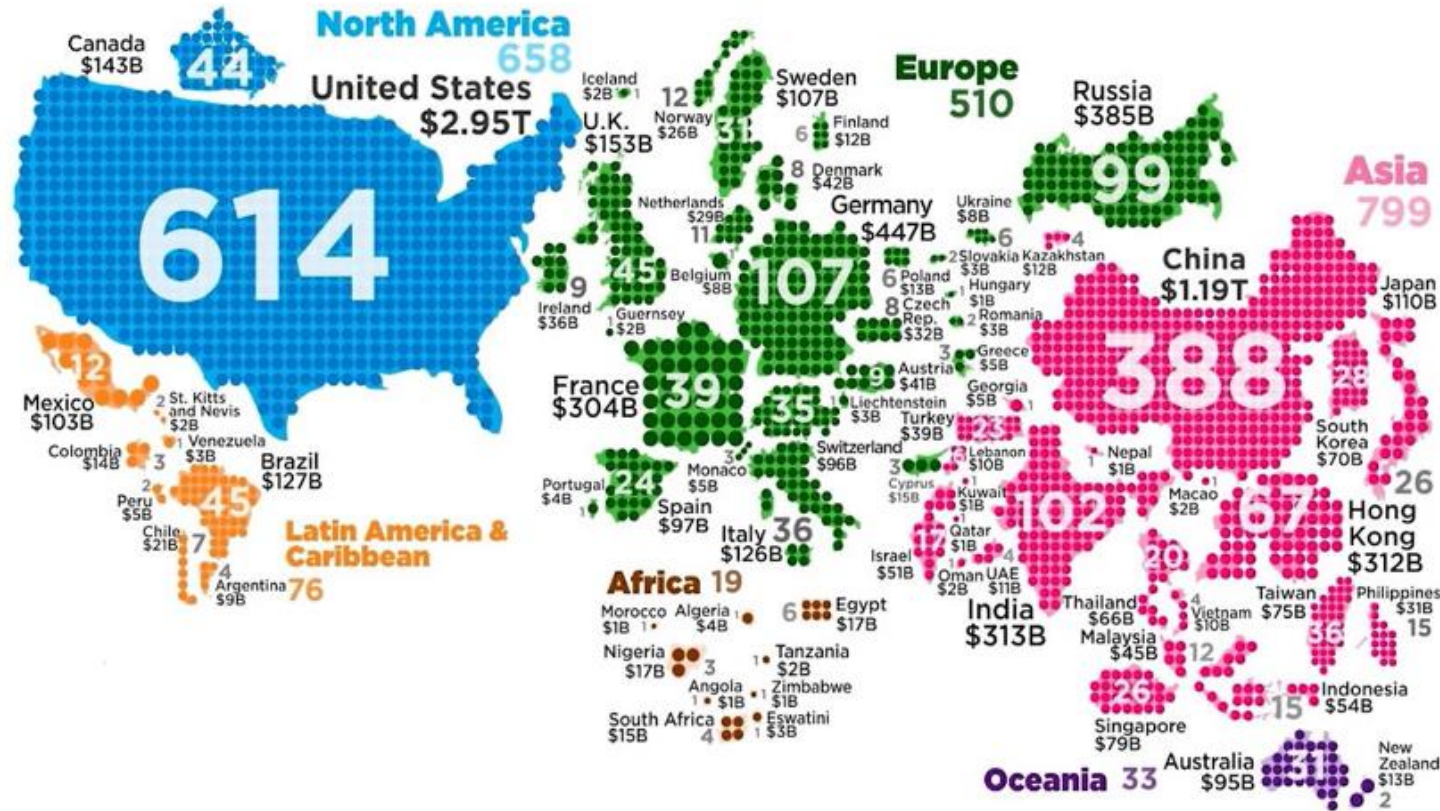 North America
658
Canada
$143B
44
United States
$2.95T
614
Latin America &
Caribbean
76
Mexico
$103B
12
2
St. Kitts
and Nevis
$2B
1
Venezuela
$3B
Colombia
$14B
3
Brazil
$127B
45
2
Peru
$5B
Chile
$21B
7
4
Argentina
$9B
Europe
510
Iceland
$2B
1
U.K.
$153B
45
12
Norway
$26B
Sweden
$107B
31
6
Finland
$12B
8
Denmark
$42B
Netherlands
$29B
11
Germany
$447B
107
1
Belgium
$8B
9
Ireland
$36B
1
Guernsey
$2B
France
$304B
39
6
Poland
$13B
8
Czech
Rep.
$32B
9
Austria
$41B
1
Liechtenstein
$3B
35
Switzerland
$96B
3
Monaco
$5B
Portugal
$4B
1
24
Spain
$97B
Italy
$126B
36
Russia
$385B
99
Ukraine
$8B
6
2
Slovakia
$3B
1
Hungary
$1B
2
Romania
$3B
3
Greece
$5B
3
Cyprus
$15B
Africa 19
Morocco
$1B
1
Algeria
$4B
1
6
Egypt
$17B
Nigeria
$17B
3
1
Tanzania
$2B
Angola
$1B
1
1
Zimbabwe
$1B
South Africa
$15B
4
1
Eswatini
$3B
Asia
799
4
Kazakhstan
$12B
China
$1.19T
388
Japan
$110B
26
28
South
Korea
$70B
Georgia
$5B
1
Turkey
$39B
23
Lebanon
$10B
1
Nepal
$1B
1
Kuwait
$1B
1
Qatar
$1B
17
Israel
$51B
1
Oman
$2B
4
UAE
$11B
102
India
$313B
1
Macao
$2B
67
Hong
Kong
$312B
20
Thailand
$66B
4
Vietnam
$10B
Taiwan
$75B
36
Philippines
$31B
15
Malaysia
$45B
12
26
Singapore
$79B
15
Indonesia
$54B
Oceania 33
Australia
$95B
31
New
Zealand
$13B
2